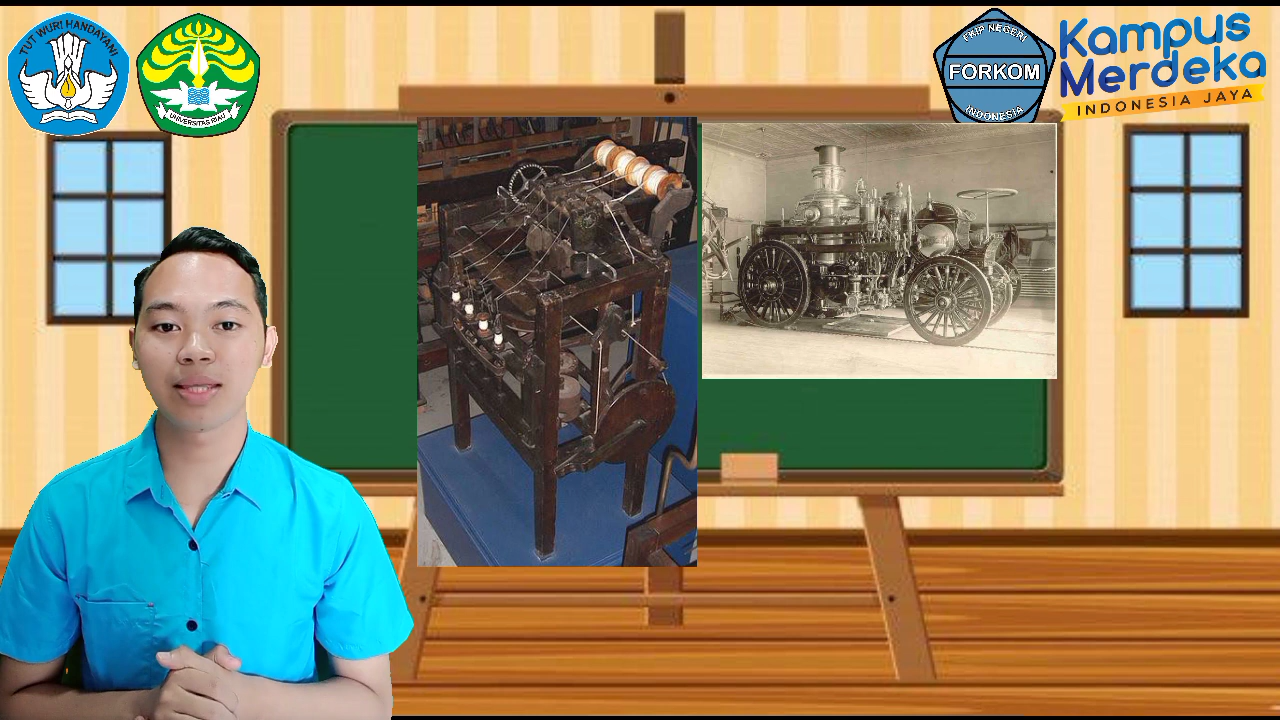 TUT WURI HANDAYANI
UNIVERSITAS RIAU
FKIP NEGERI
FORKOM
INDONESIA
Kampus
Merdeka
INDONESIA JAYA